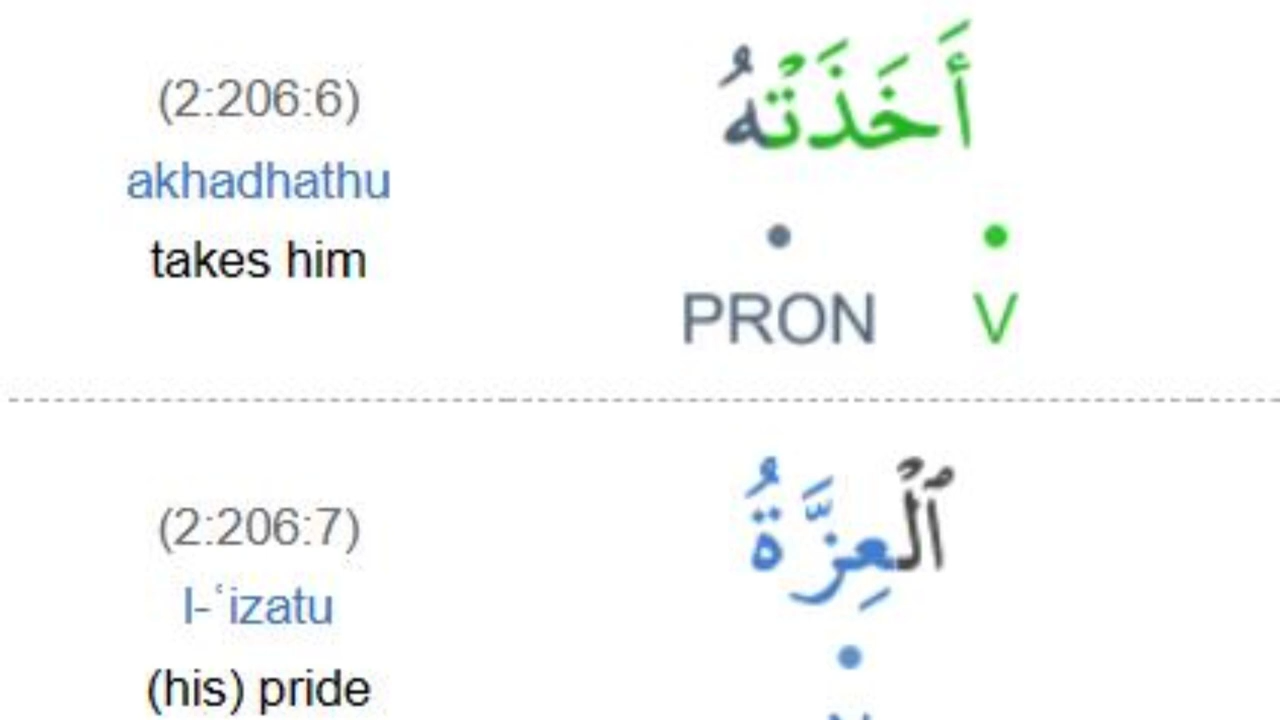 (2:206:6)
akhadhathu
takes him
أَخَذَتْهُ
PRON V
(2:206:7)
l-ʿizatu
(his) pride
ٱلْعِزَّةُ